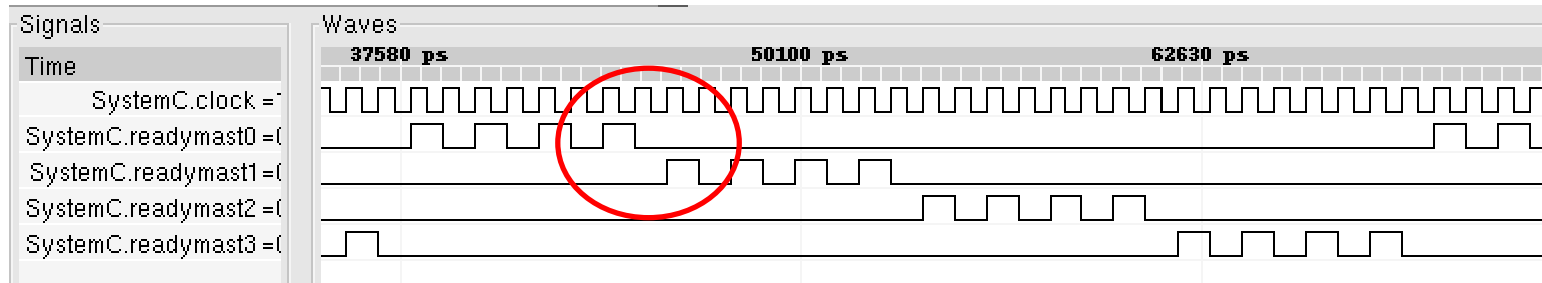 Signals
Waves
Time
37580 ps 50100 ps 62630 ps
SystemC.clock =
SystemC.readymast0 =
SystemC.readymast1 =
SystemC.readymast2 =
SystemC.readymast3 =